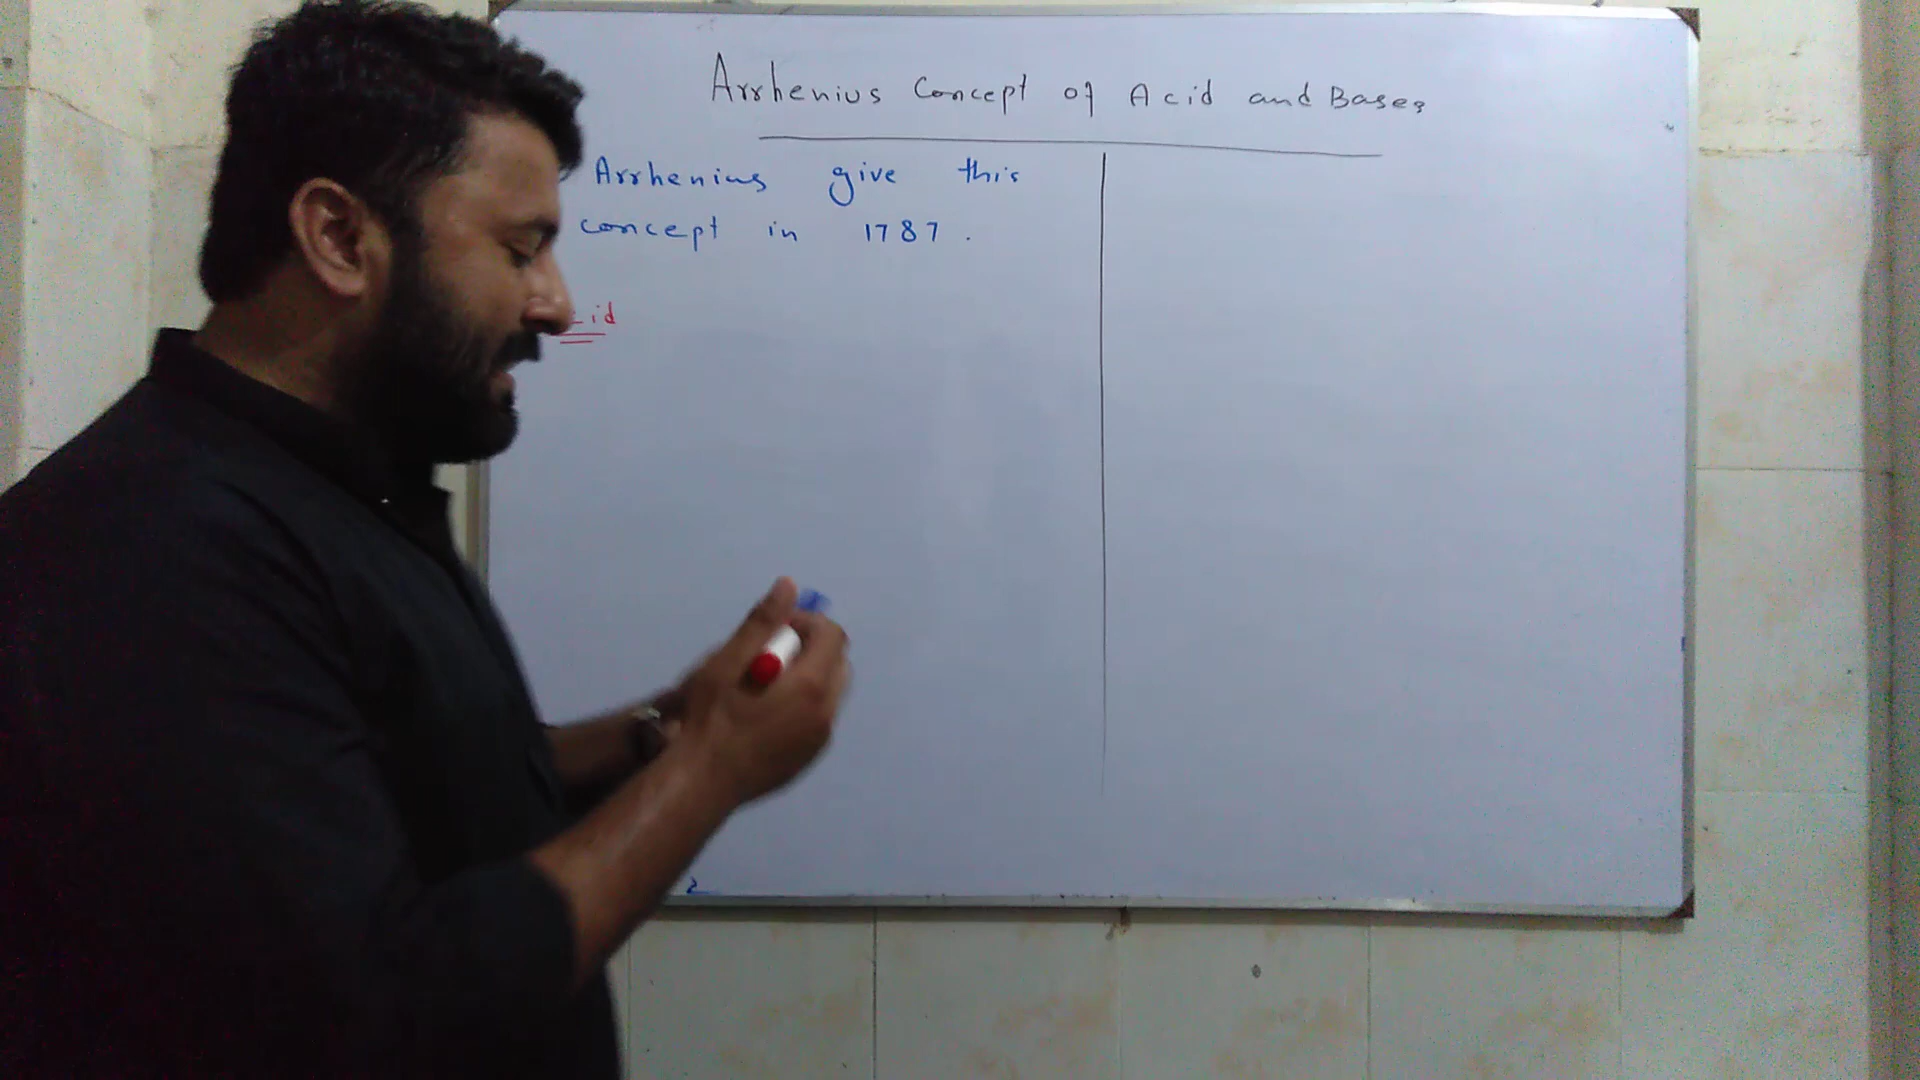 Arrhenius Concept of Acid and Bases
Arrhenius give this
concept in 1787.